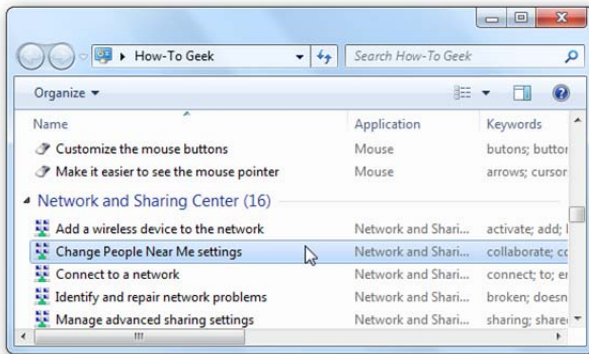 How-To Geek
Search How-To Geek
Organize
Name Application Keywords
Customize the mouse buttons Mouse butons; buttor
Make it easier to see the mouse pointer Mouse arrows; cursor
Network and Sharing Center (16)
Add a wireless device to the network Network and Shari... activate; add;
Change People Near Me settings Network and Shari... collaborate; cc
Connect to a network Network and Shari... connect; to; er
Identify and repair network problems Network and Shari... broken; doesn
Manage advanced sharing settings Network and Shari... sharing; share